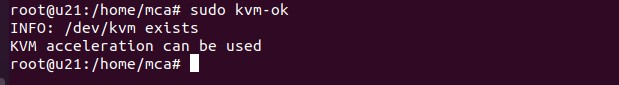 root@u21:/home/mca# sudo kvm-ok
INFO: /dev/kvm exists
KVM acceleration can be used
root@u21:/home/mca#